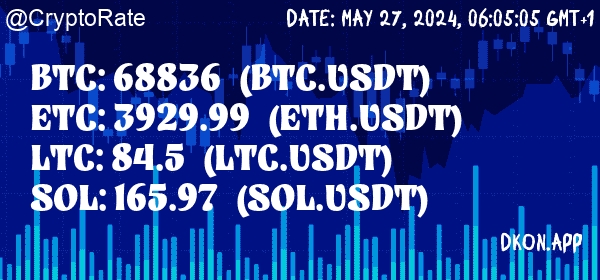 @CryptoRate
DATE: MAY 27, 2024, 06:05:05 GMT+1
BTC: 68836 (BTC.USDT)
ETC: 3929.99 (ETH.USDT)
LTC: 84.5 (LTC.USDT)
SOL: 165.97 (SOL.USDT)
DKON.APP